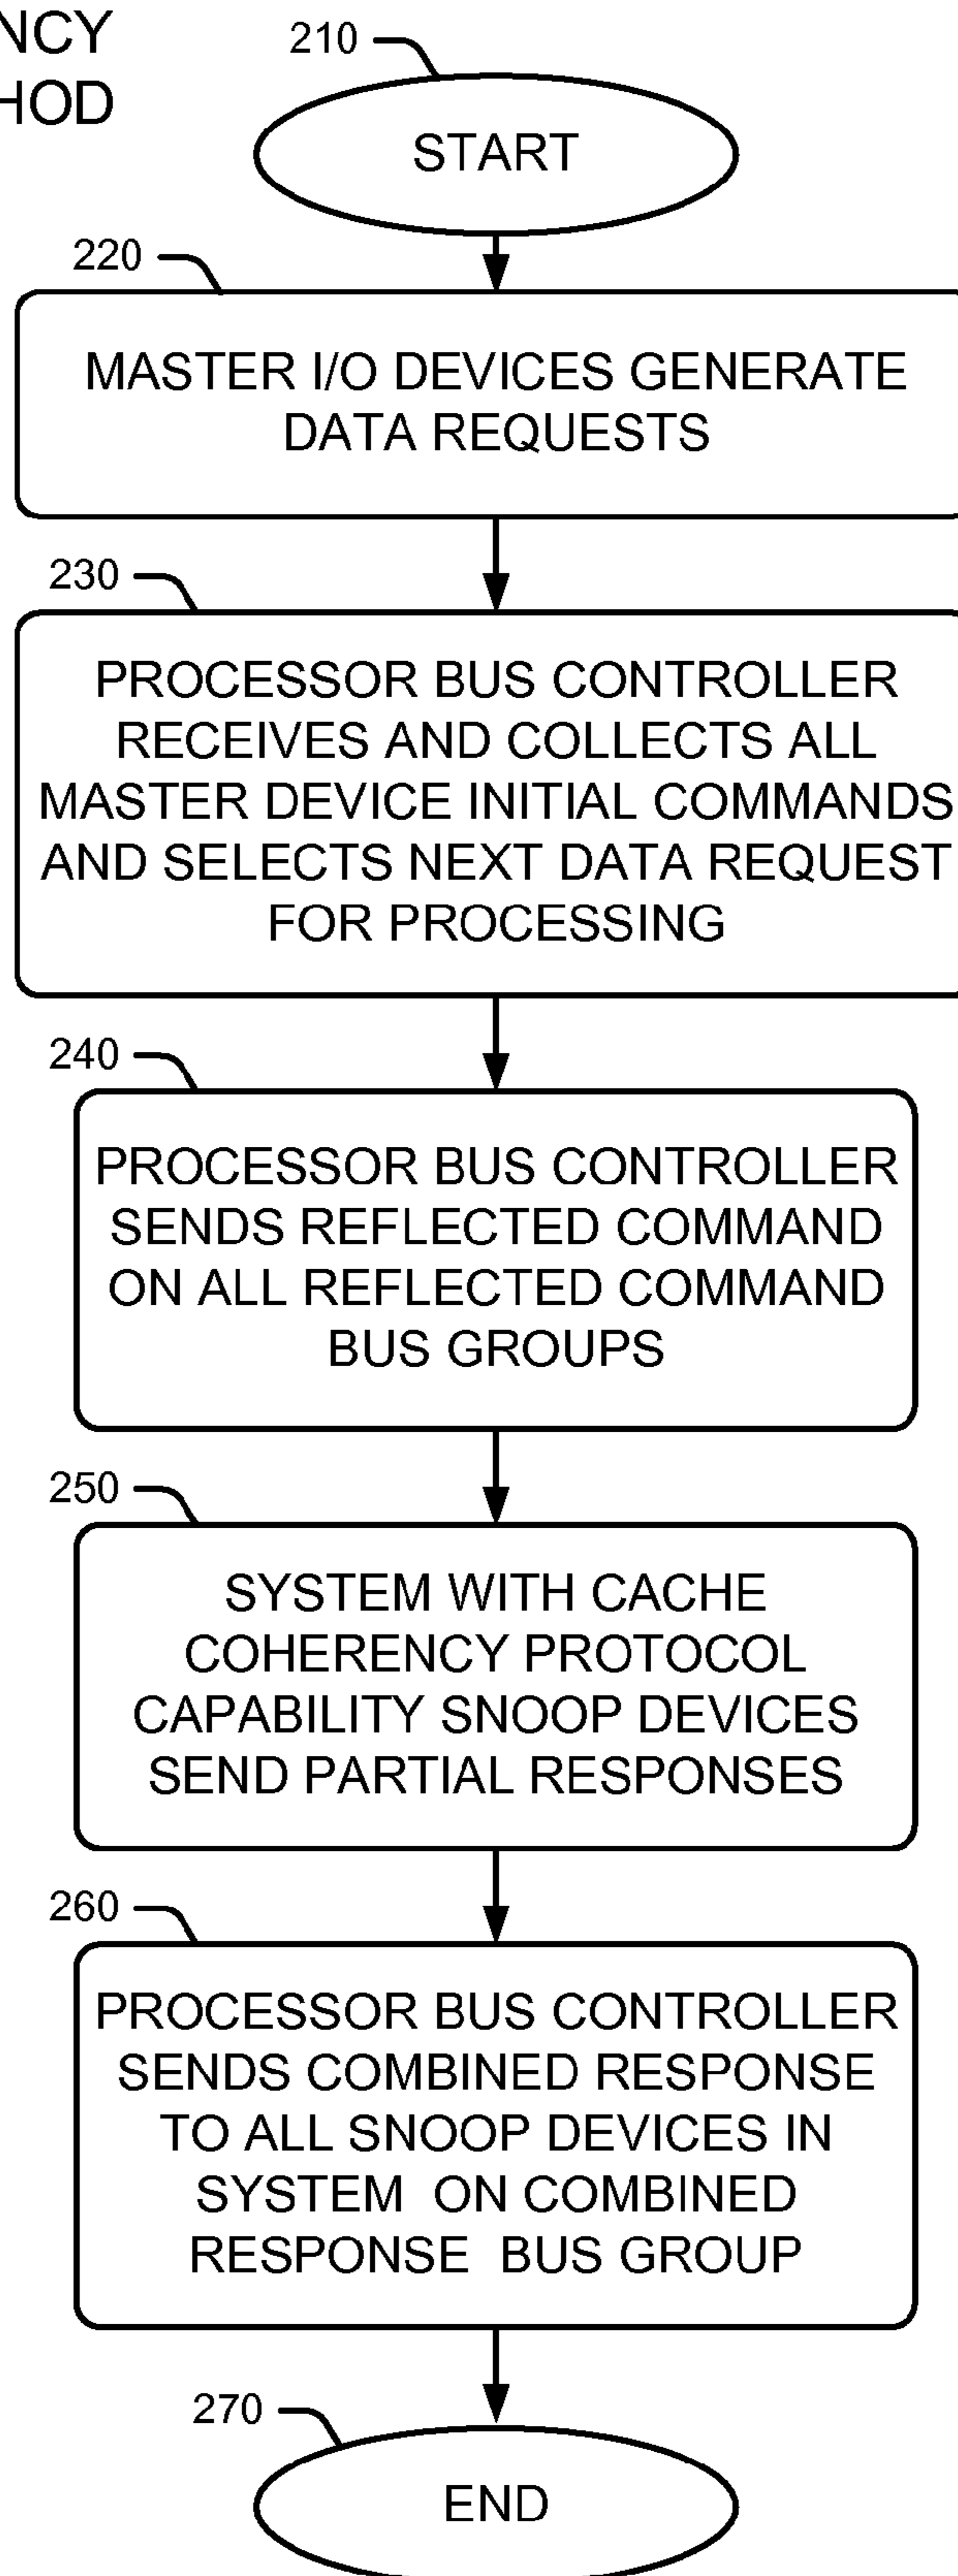 NCY
HOD
210
START
220
MASTER I/O DEVICES GENERATE
DATA REQUESTS
230
PROCESSOR BUS CONTROLLER
RECEIVES AND COLLECTS ALL
MASTER DEVICE INITIAL COMMANDS
AND SELECTS NEXT DATA REQUEST
FOR PROCESSING
240
PROCESSOR BUS CONTROLLER
SENDS REFLECTED COMMAND
ON ALL REFLECTED COMMAND
BUS GROUPS
250
SYSTEM WITH CACHE
COHERENCY PROTOCOL
CAPABILITY SNOOP DEVICES
SEND PARTIAL RESPONSES
260
PROCESSOR BUS CONTROLLER
SENDS COMBINED RESPONSE
TO ALL SNOOP DEVICES IN
SYSTEM ON COMBINED
RESPONSE BUS GROUP
270
END